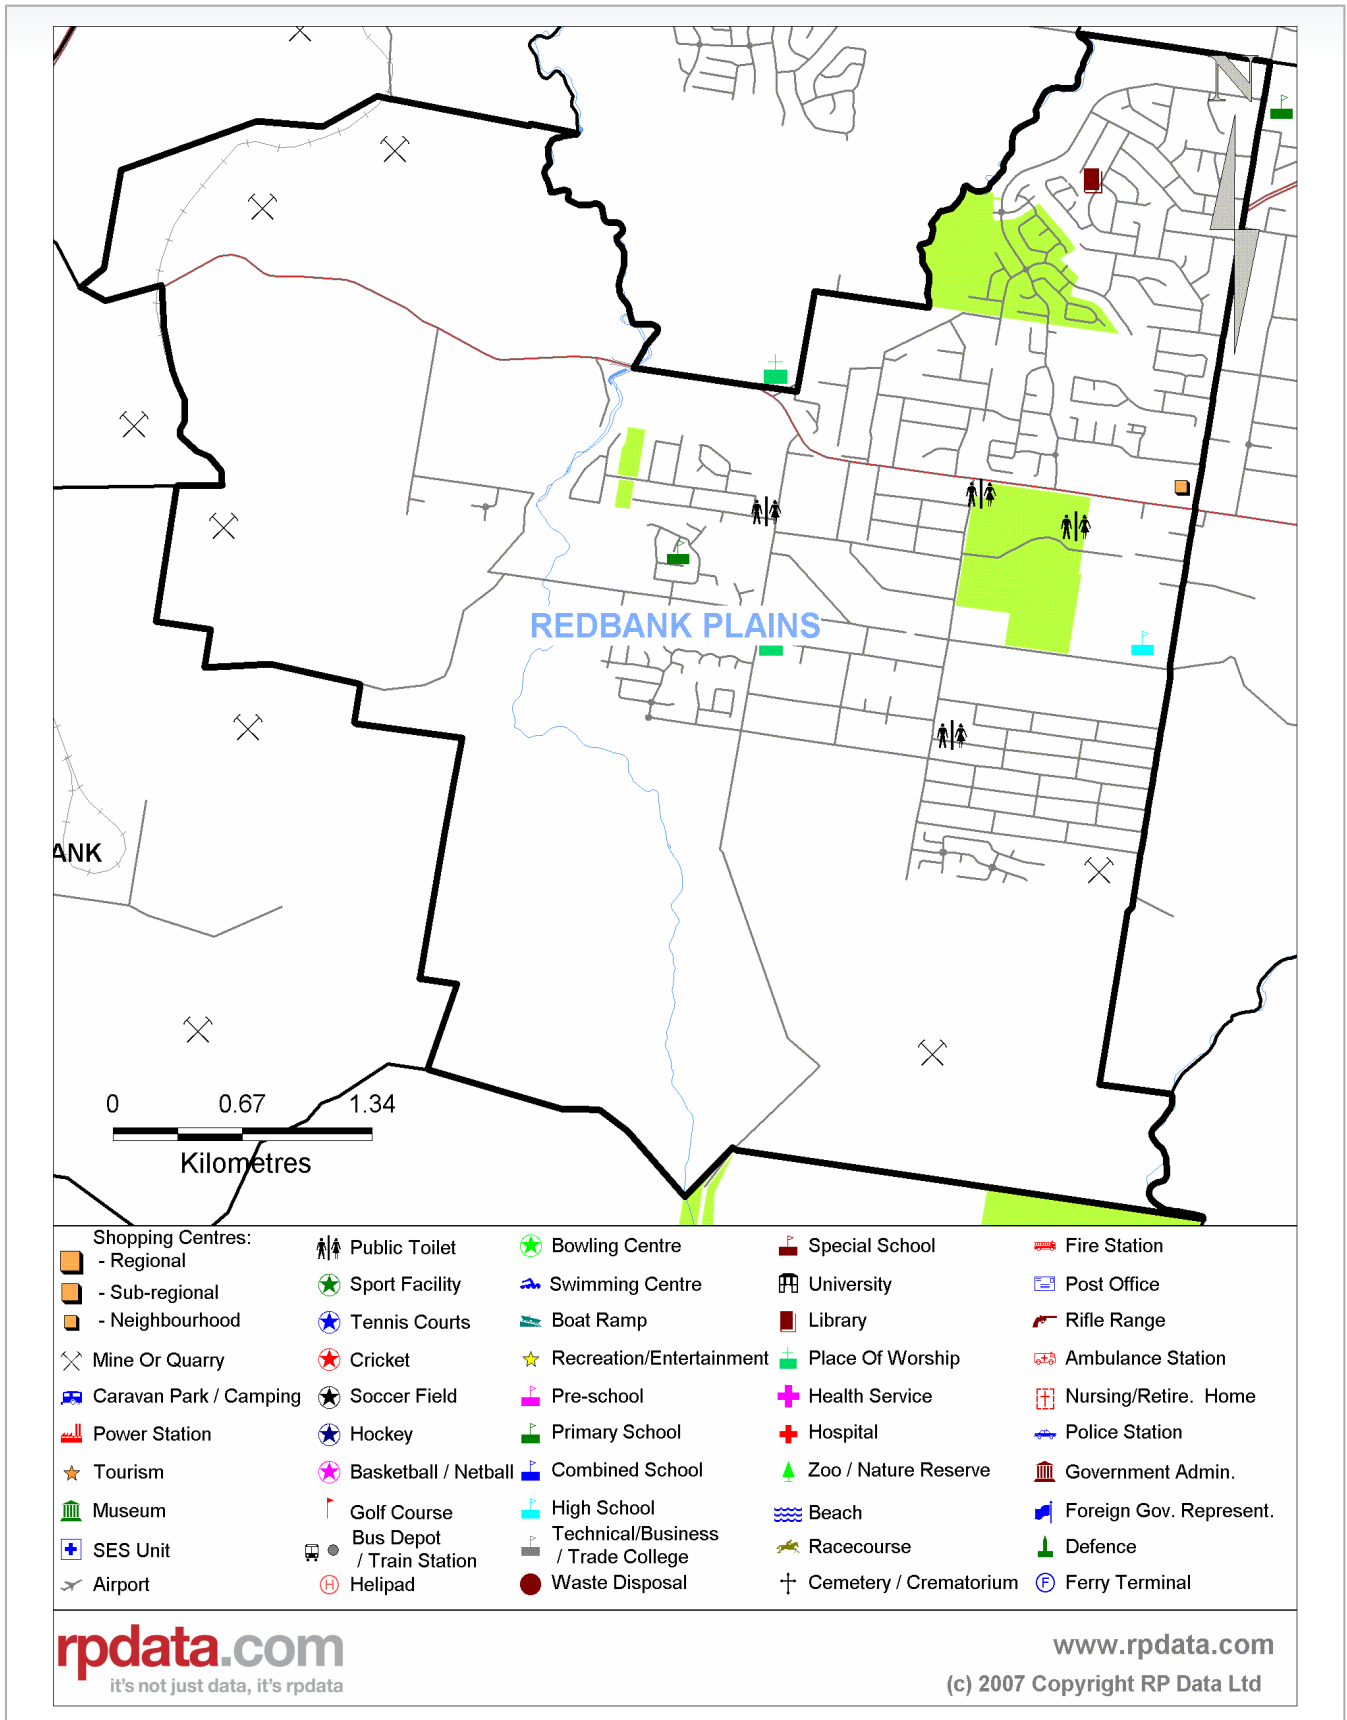 N
REDBANK PLAINS
ANK
0 0.67 1.34
Kilometres
Shopping Centres:
- Regional
- Sub-regional
- Neighbourhood
Mine Or Quarry
Caravan Park / Camping
Power Station
Tourism
Museum
SES Unit
Airport
Public Toilet
Sport Facility
Tennis Courts
Cricket
Soccer Field
Hockey
Basketball / Netball
Golf Course
Bus Depot
/ Train Station
H Helipad
Bowling Centre
Swimming Centre
Boat Ramp
Recreation/Entertainment
Pre-school
Primary School
Combined School
High School
Technical/Business
/ Trade College
Waste Disposal
Special School
University
Library
Place Of Worship
Health Service
Hospital
Zoo / Nature Reserve
Beach
Racecourse
Cemetery / Crematorium
Fire Station
Post Office
Rifle Range
Ambulance Station
Nursing/Retire. Home
Police Station
Government Admin.
Foreign Gov. Represent.
Defence
F Ferry Terminal
rpdata.com
it's not just data, it's rpdata
www.rpdata.com
(c) 2007 Copyright RP Data Ltd